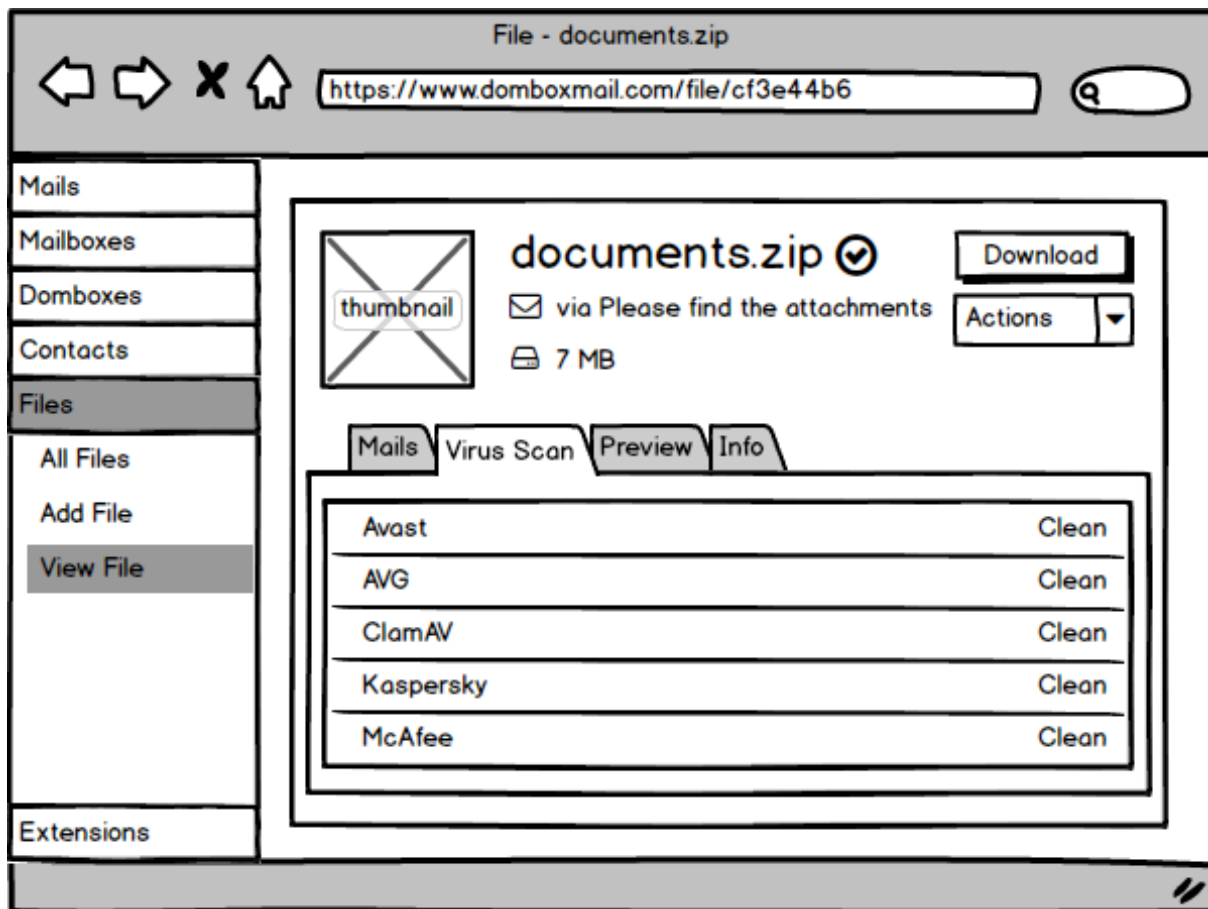 File - documents.zip
https://www.domboxmail.com/file/cf3e44b6
Mails
Mailboxes
Domboxes
Contacts
Files
All Files
Add File
View File
Extensions
thumbnail
documents.zip
via Please find the attachments
7 MB
Download
Actions
Mails Virus Scan Preview Info
Avast Clean
AVG Clean
ClamAV Clean
Kaspersky Clean
McAfee Clean